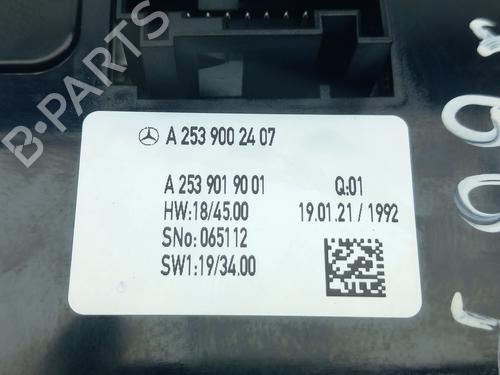 B-PARTS
A 253 900 24 07
A 253 901 90 01 Q:01
HW:18/45.00 19.01.21 / 1992
SNo: 065112
SW1:19/34.00